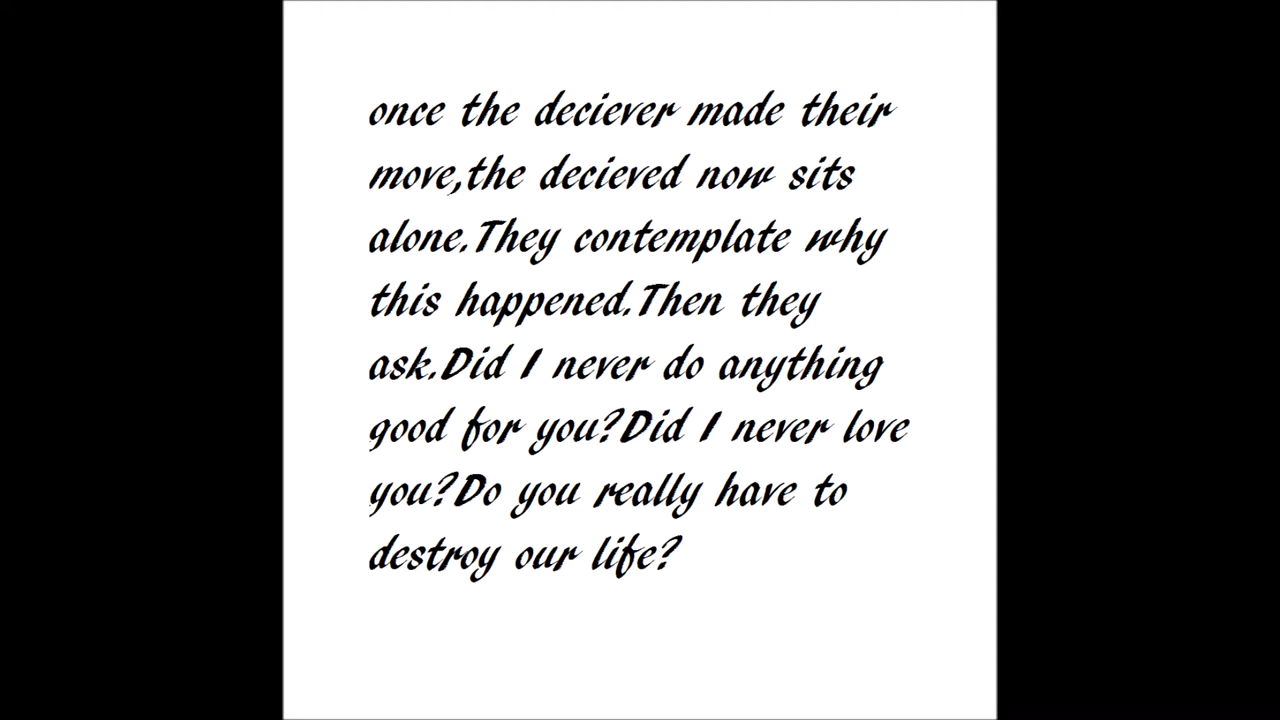 once the deciever made their
move,the decieved now sits
alone.They contemplate why
this happened.Then they
ask.Did I never do anything
good for you?Did I never love
you?Do you really have to
destroy our life?